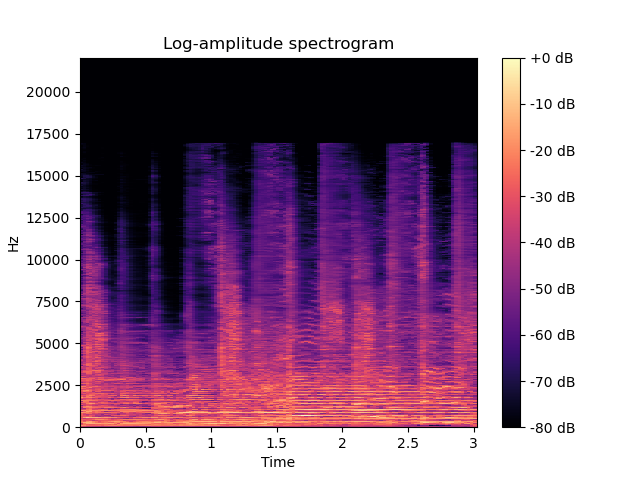 Log-amplitude spectrogram
Hz
20000
17500
15000
12500
10000
7500
5000
2500
0
0 0.5 1 1.5 2 2.5 3
Time
+0 dB
-10 dB
-20 dB
-30 dB
-40 dB
-50 dB
-60 dB
-70 dB
-80 dB